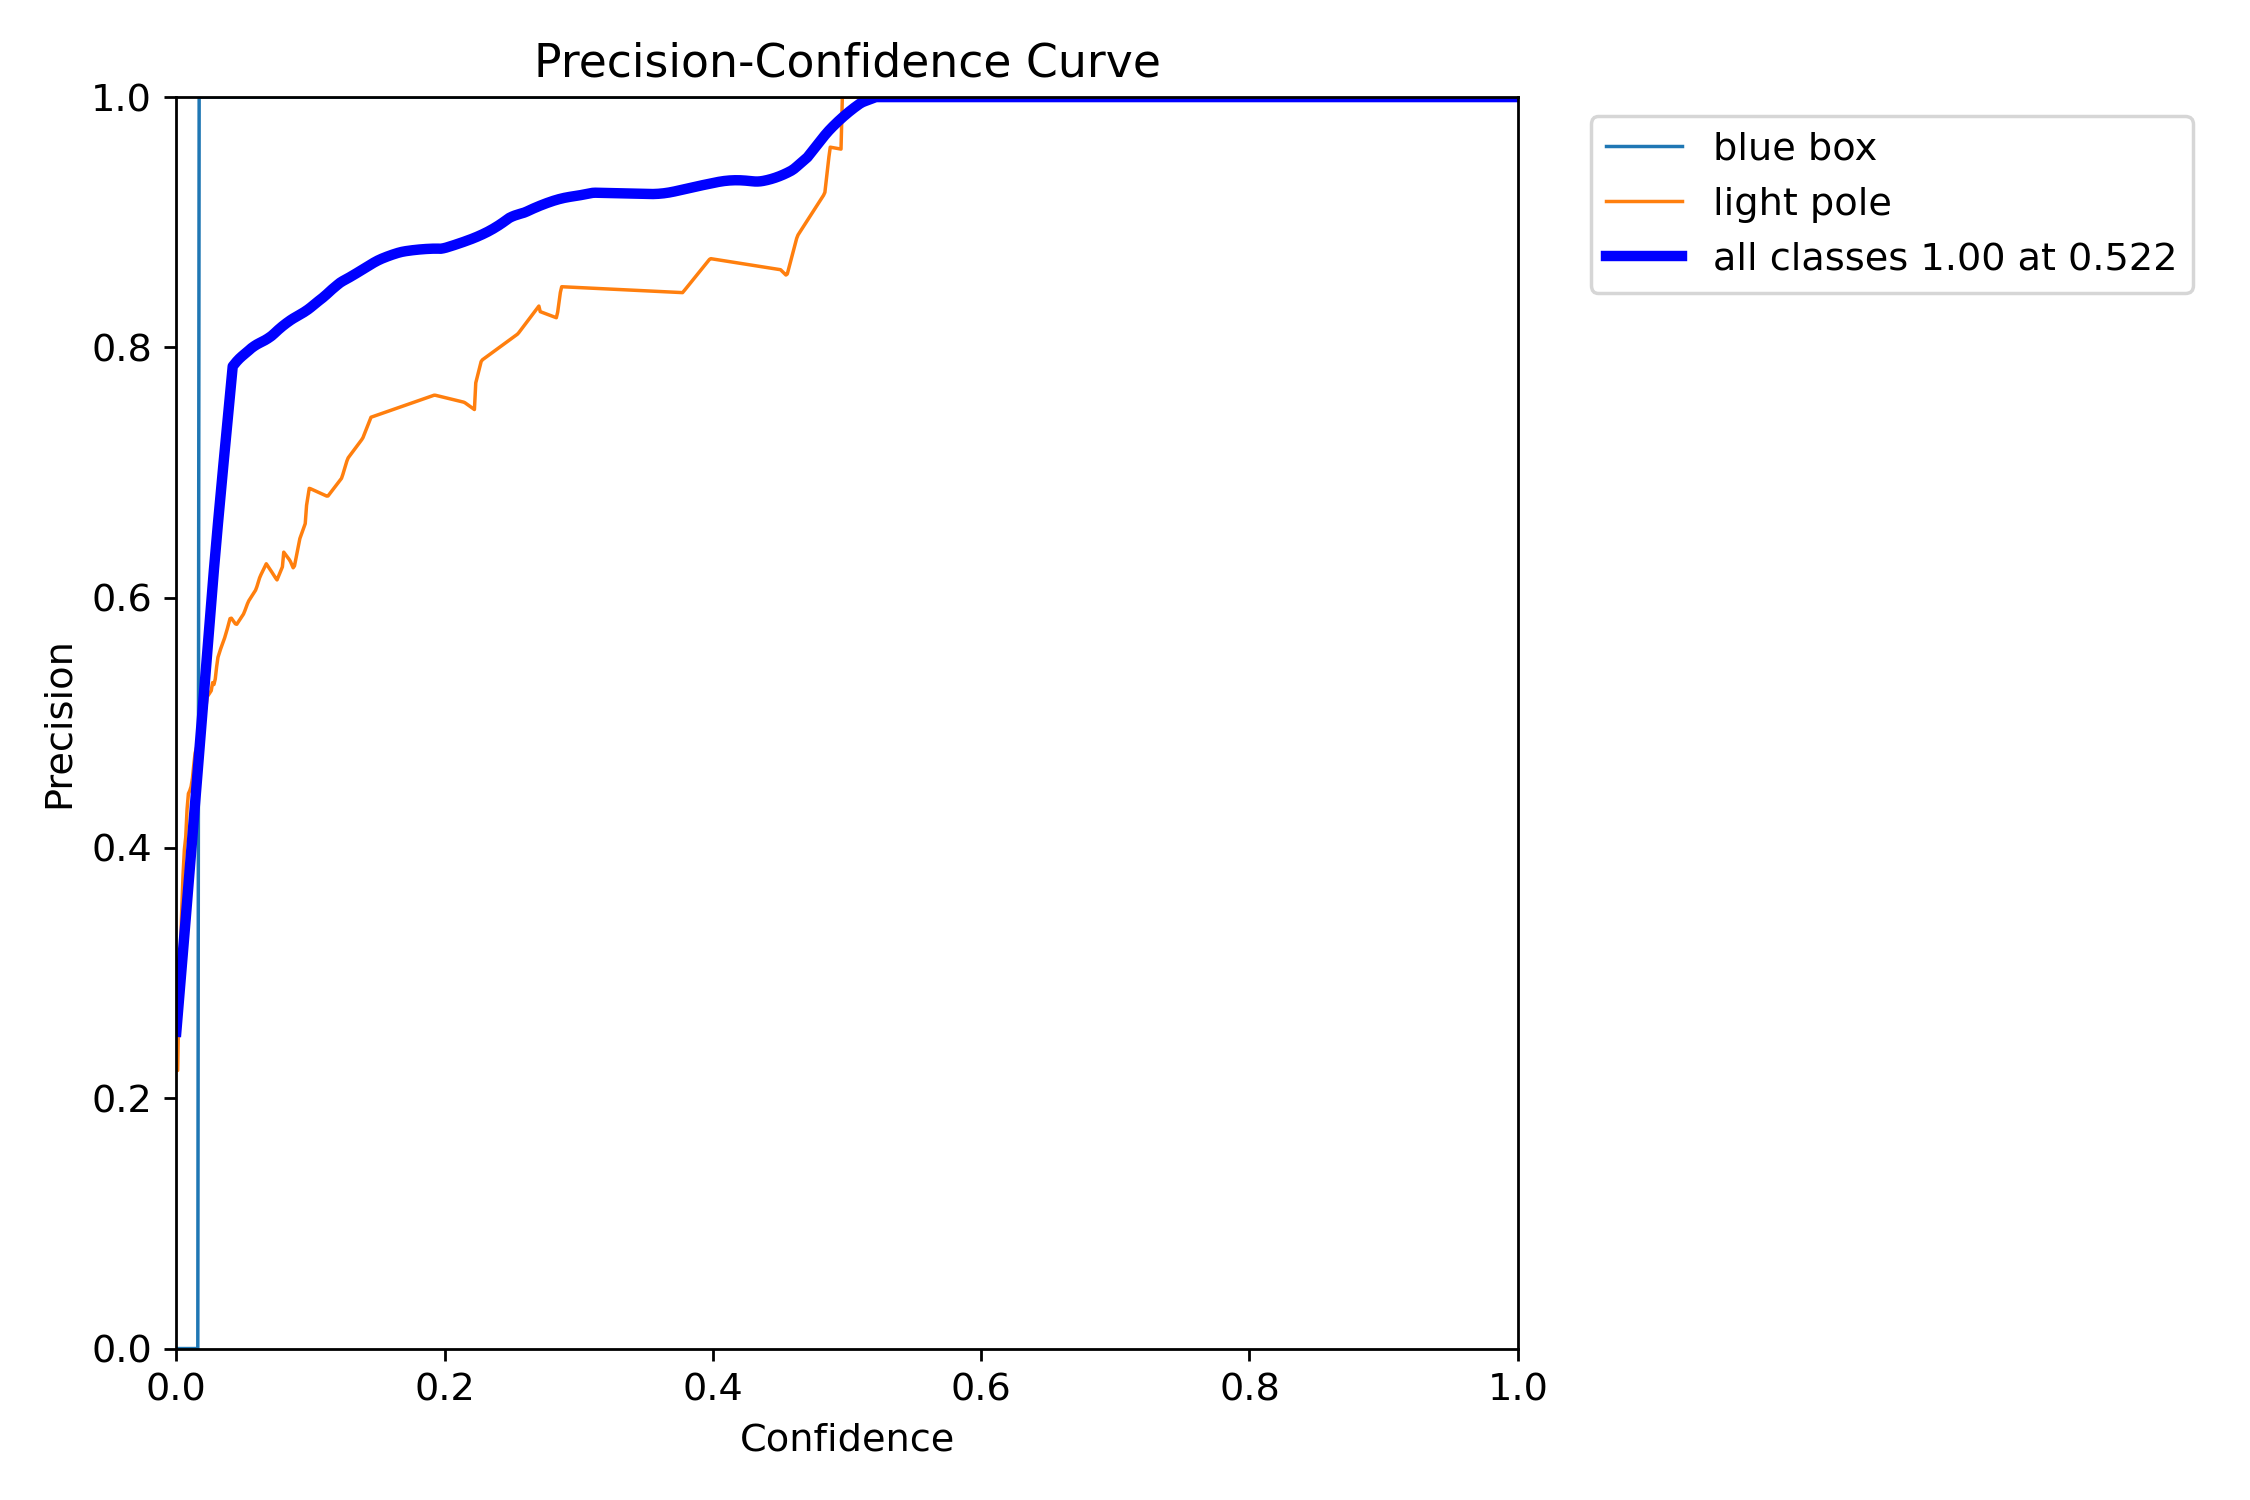 Precision-Confidence Curve
1.0
0.8
0.6
0.4
0.2
0.0
Precision
0.0 0.2 0.4 0.6 0.8 1.0
Confidence
blue box
light pole
all classes 1.00 at 0.522